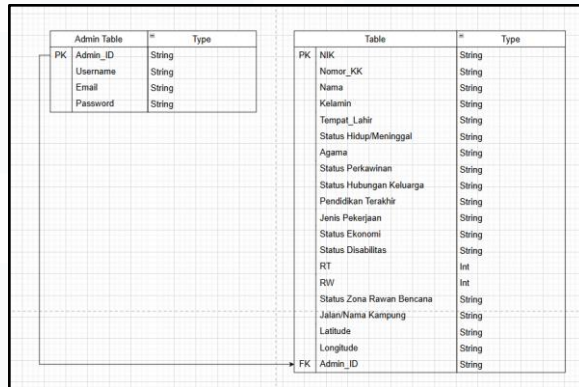 Admin Table Type
PK Admin_ID String
Username String
Email String
Password String
Table Type
PK NIK String
Nomor_KK String
Nama String
Kelamin String
Tempat_Lahir String
Status Hidup/Meninggal String
Agama String
Status Perkawinan String
Status Hubungan Keluarga String
Pendidikan Terakhir String
Jenis Pekerjaan String
Status Ekonomi String
Status Disabilitas String
RT Int
RW Int
Status Zona Rawan Bencana String
Jalan/Nama Kampung String
Latitude String
Longitude String
FK Admin_ID String